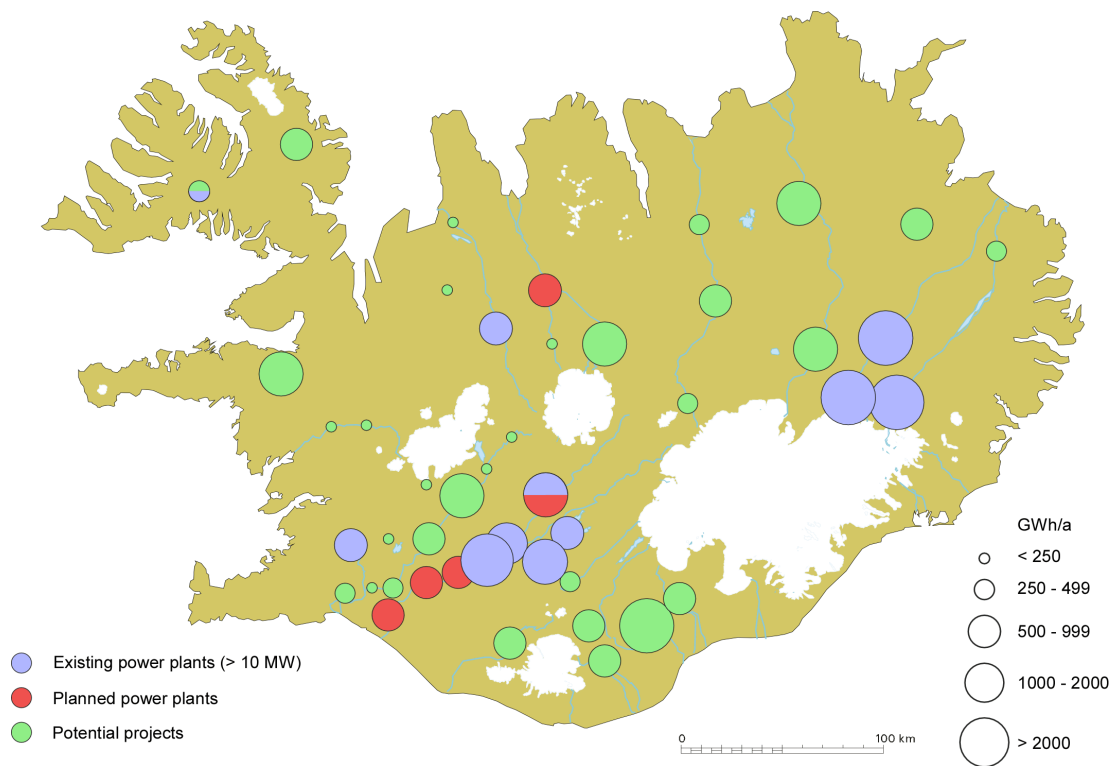 GWh/a
< 250
250 - 499
500 - 999
1000 - 2000
> 2000
Existing power plants (> 10 MW)
Planned power plants
Potential projects
0 100 km